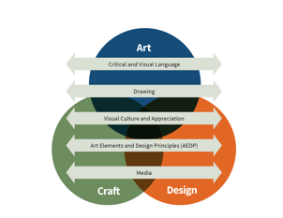 Art
Critical and Visual Language
Drawing
Visual Culture and Appreciation
Art Elements and Design Principles (AEDP)
Media
Craft
Design